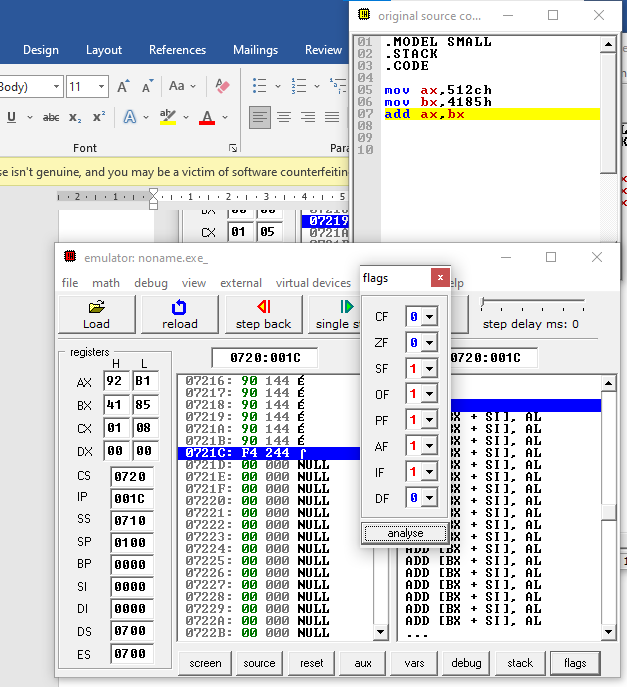 original source co...
Design Layout References Mailings Review
Body) 11 A A Aa
U abc x₂ x² A ab A
Font
Para
se isn't genuine, and you may be a victim of software counterfeiting
2 1 1 2 3 4 5
01 .MODEL SMALL
02 .STACK
03 .CODE
04
05 mov ax,512ch
06 mov bx,4185h
07 add ax,bx
08
09
10
07219
CX 01 05 0721A
emulator: noname.exe_
file math debug view external virtual devices
Load reload step back single st step delay ms: 0
registers
H L
AX 92 B1
BX 41 85
CX 01 08
DX 00 00
CS 0720
IP 001C
SS 0710
SP 0100
BP 0000
SI 0000
DI 0000
DS 0700
ES 0700
0720:001C
07216: 90 144 É
07217: 90 144 É
07218: 90 144 É
07219: 90 144 É
0721A: 90 144 É
0721B: 90 144 É
0721C: F4 244 ⌠
0721D: 00 000 NULL
0721E: 00 000 NULL
0721F: 00 000 NULL
07220: 00 000 NULL
07221: 00 000 NULL
07222: 00 000 NULL
07223: 00 000 NULL
07224: 00 000 NULL
07225: 00 000 NULL
07226: 00 000 NULL
07227: 00 000 NULL
07228: 00 000 NULL
07229: 00 000 NULL
0722A: 00 000 NULL
0722B: 00 000 NULL
flags
CF 0
ZF 0
SF 1
OF 1
PF 1
AF 1
IF 1
DF 0
analyse
0720:001C
[BX + SI], AL
[BX + SI], AL
[BX + SI], AL
[BX + SI], AL
[BX + SI], AL
[BX + SI], AL
[BX + SI], AL
[BX + SI], AL
[BX + SI], AL
[BX + SI], AL
ADD [BX + SI], AL
ADD [BX + SI], AL
ADD [BX + SI], AL
ADD [BX + SI], AL
ADD [BX + SI], AL
ADD [BX + SI], AL
ADD [BX + SI], AL
...
screen source reset aux vars debug stack flags